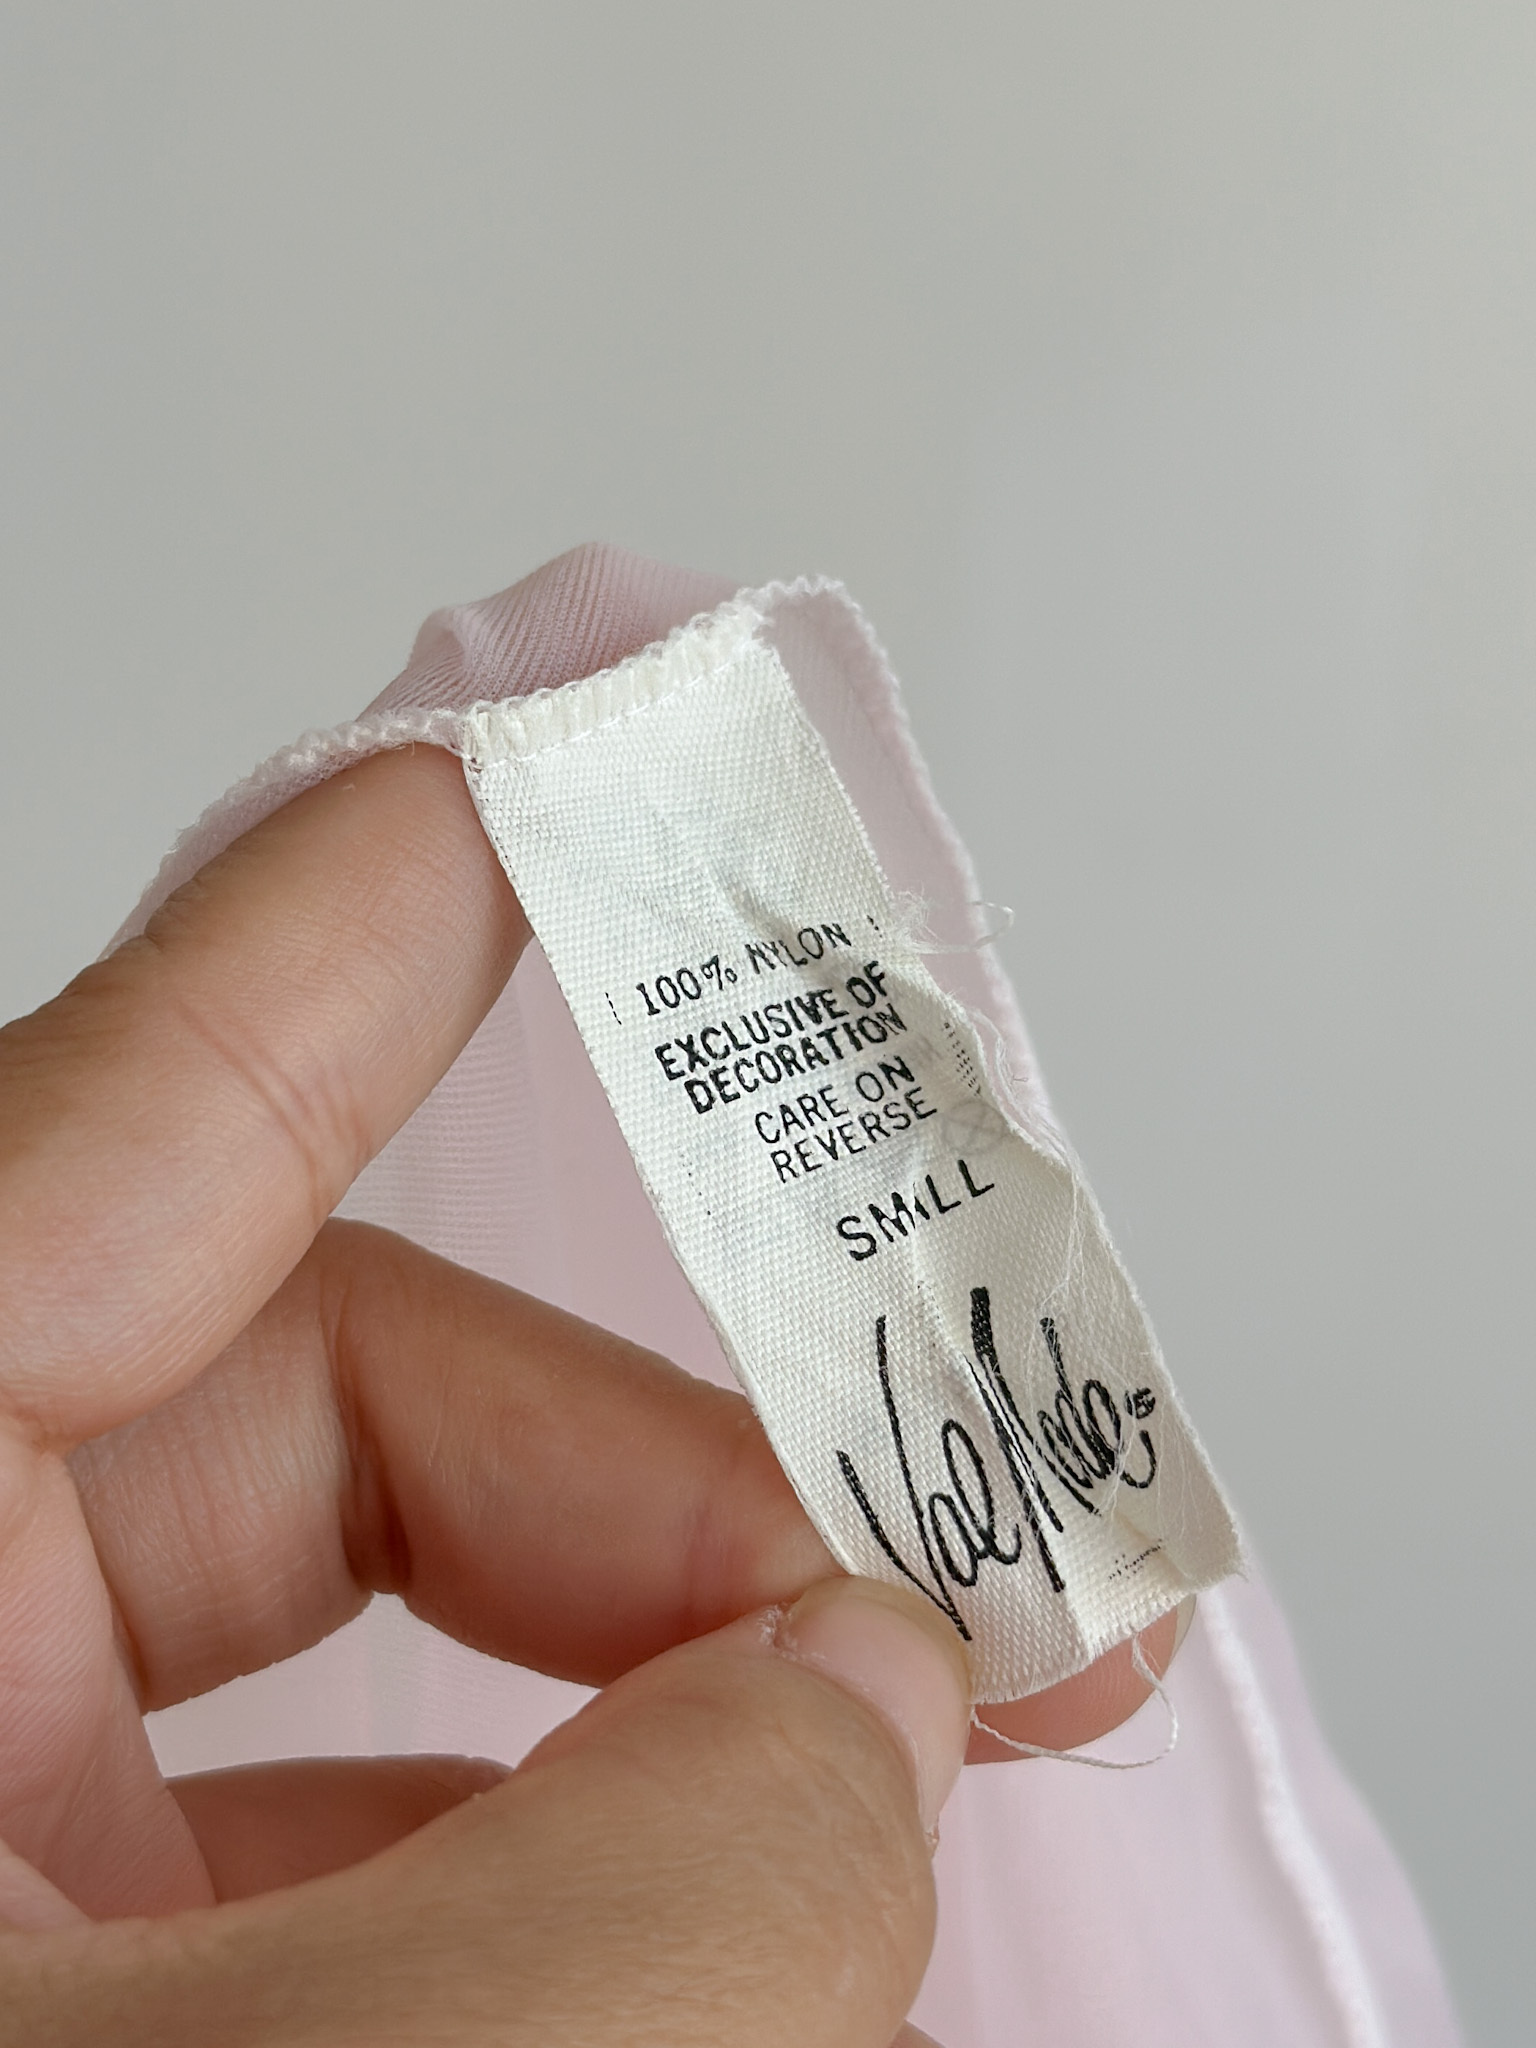 100% NYLON
EXCLUSIVE OF
DECORATION
CARE ON
REVERSE
SMALL
Val Mode®